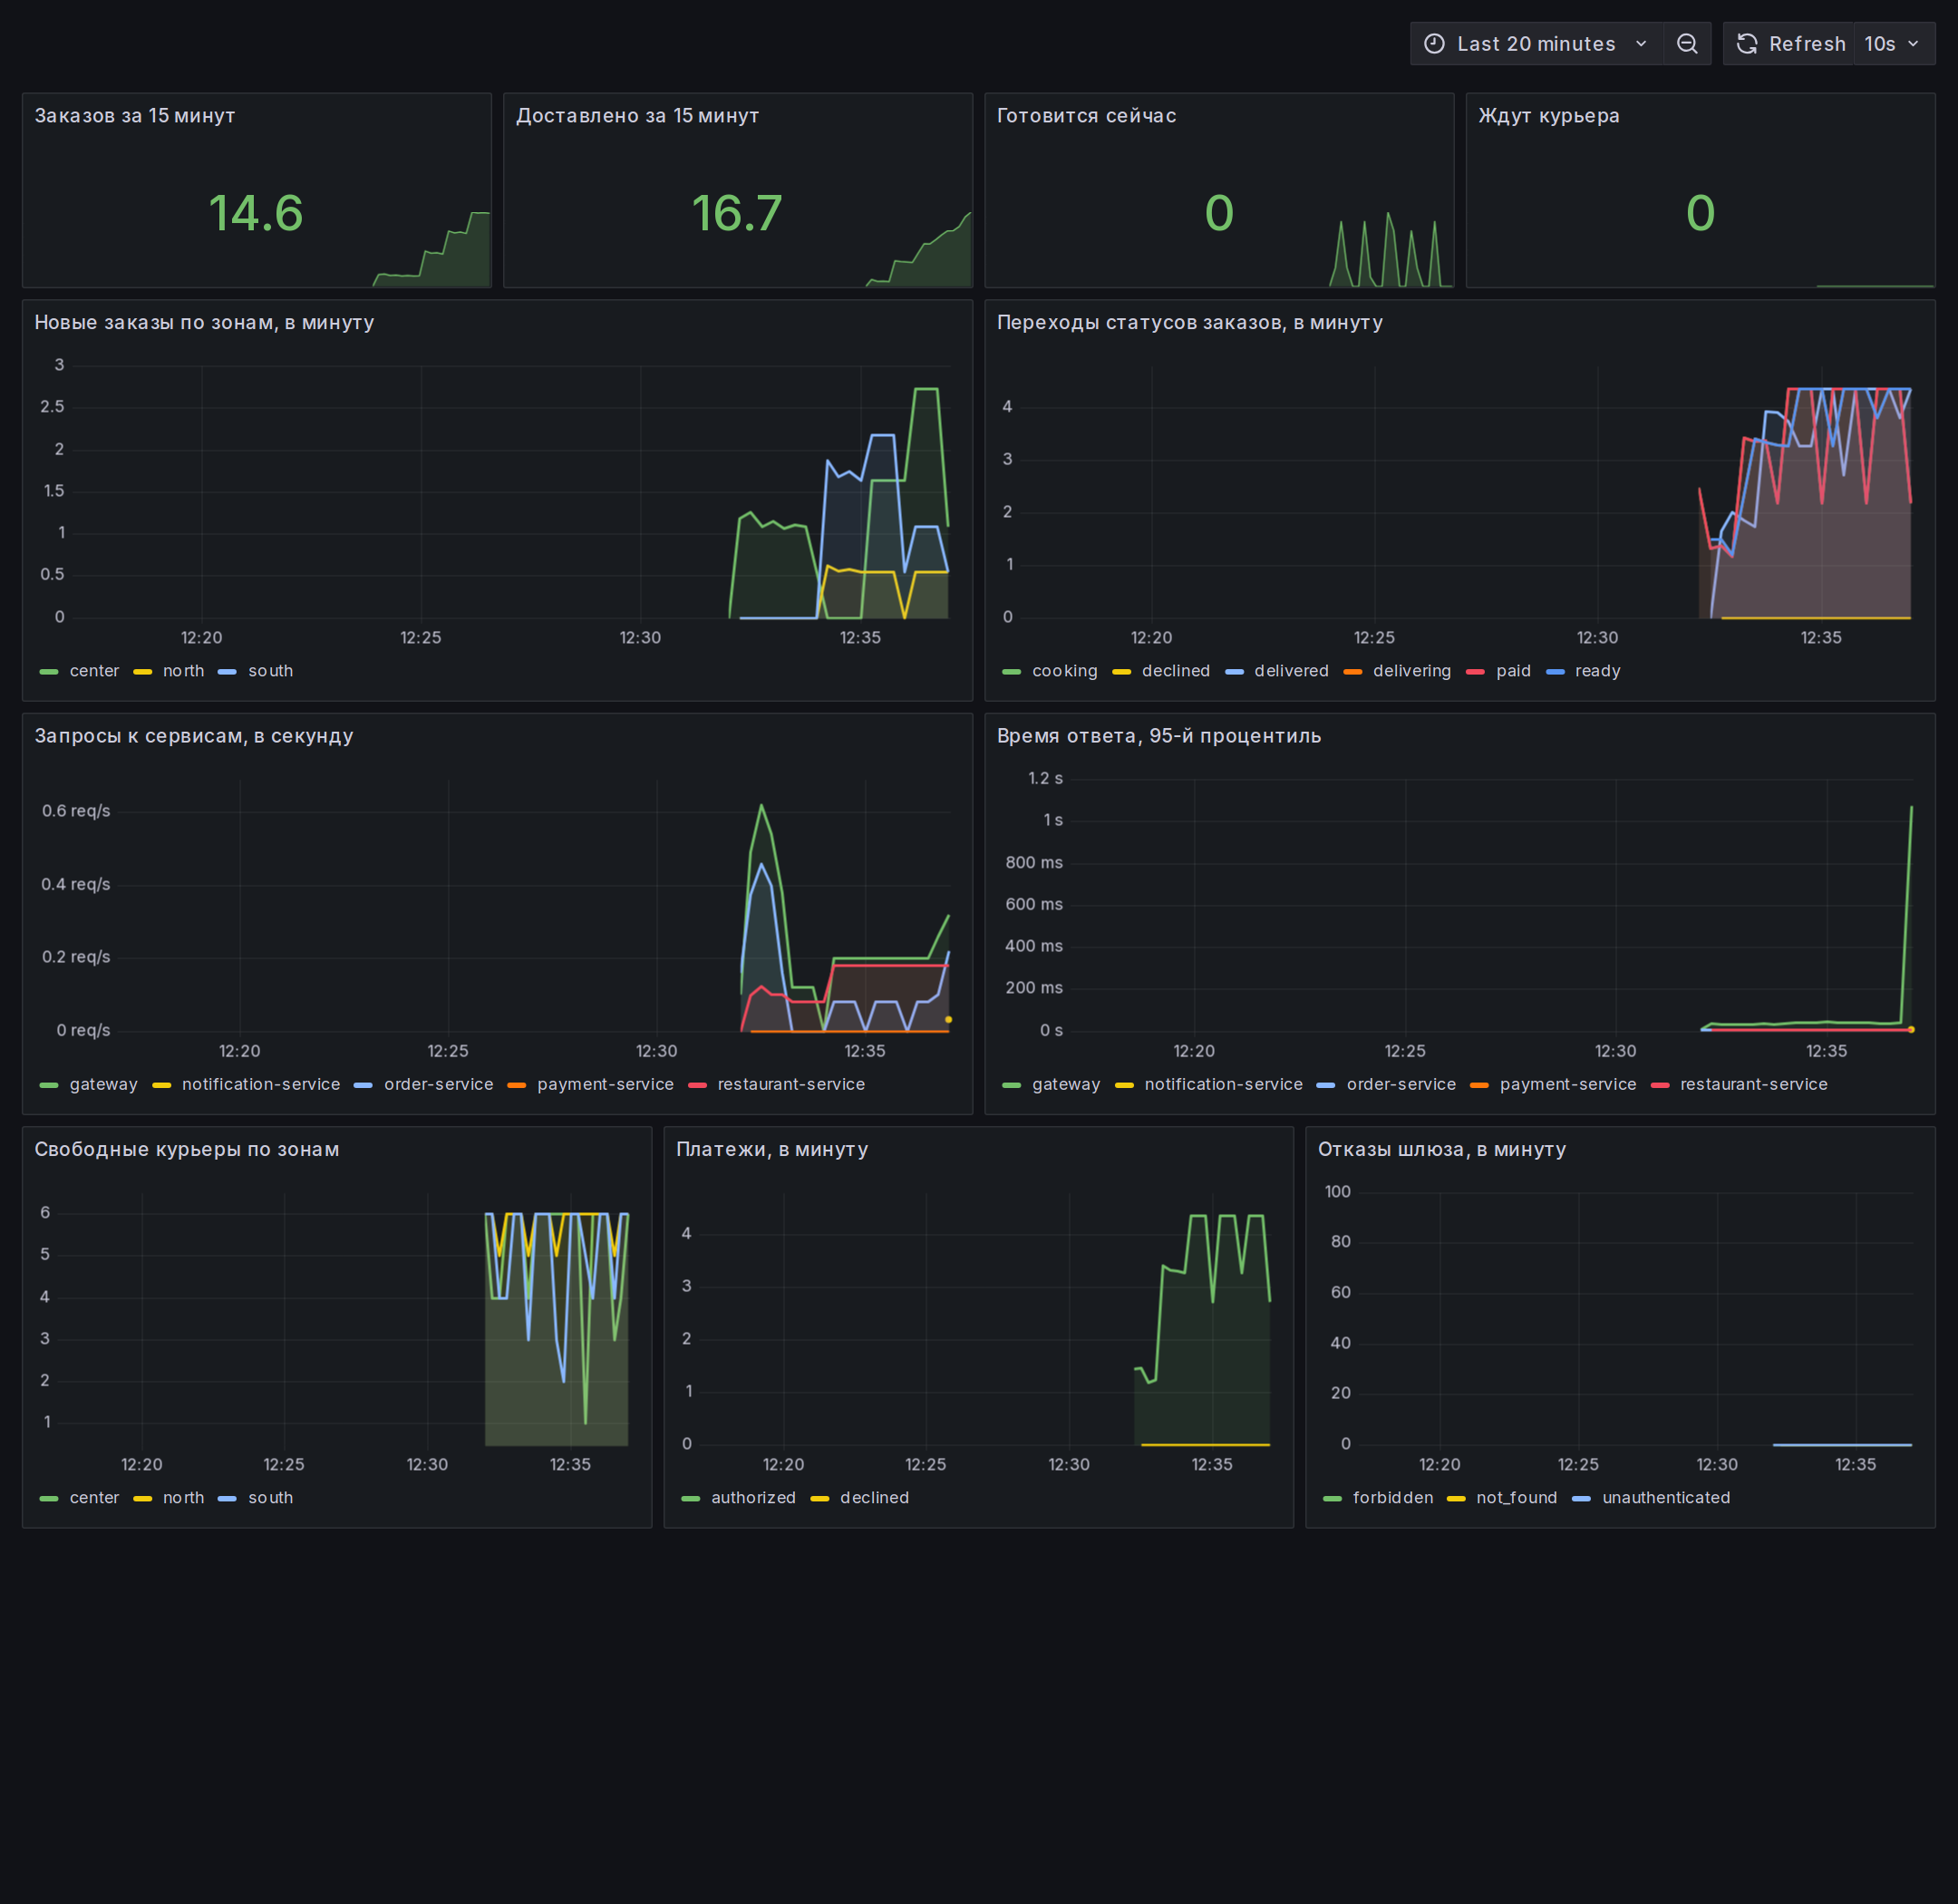 Last 20 minutes Refresh 10s
Заказов за 15 минут
14.6
Доставлено за 15 минут
16.7
Готовится сейчас
0
Ждут курьера
0
Новые заказы по зонам, в минуту
3
2.5
2
1.5
1
0.5
0
12:20 12:25 12:30 12:35
center north south
Переходы статусов заказов, в минуту
4
3
2
1
0
12:20 12:25 12:30 12:35
cooking declined delivered delivering paid ready
Запросы к сервисам, в секунду
0.6 req/s
0.4 req/s
0.2 req/s
0 req/s
12:20 12:25 12:30 12:35
gateway notification-service order-service payment-service restaurant-service
Время ответа, 95-й процентиль
1.2 s
1 s
800 ms
600 ms
400 ms
200 ms
0 s
12:20 12:25 12:30 12:35
gateway notification-service order-service payment-service restaurant-service
Свободные курьеры по зонам
6
5
4
3
2
1
12:20 12:25 12:30 12:35
center north south
Платежи, в минуту
4
3
2
1
0
12:20 12:25 12:30 12:35
authorized declined
Отказы шлюза, в минуту
100
80
60
40
20
0
12:20 12:25 12:30 12:35
forbidden not_found unauthenticated